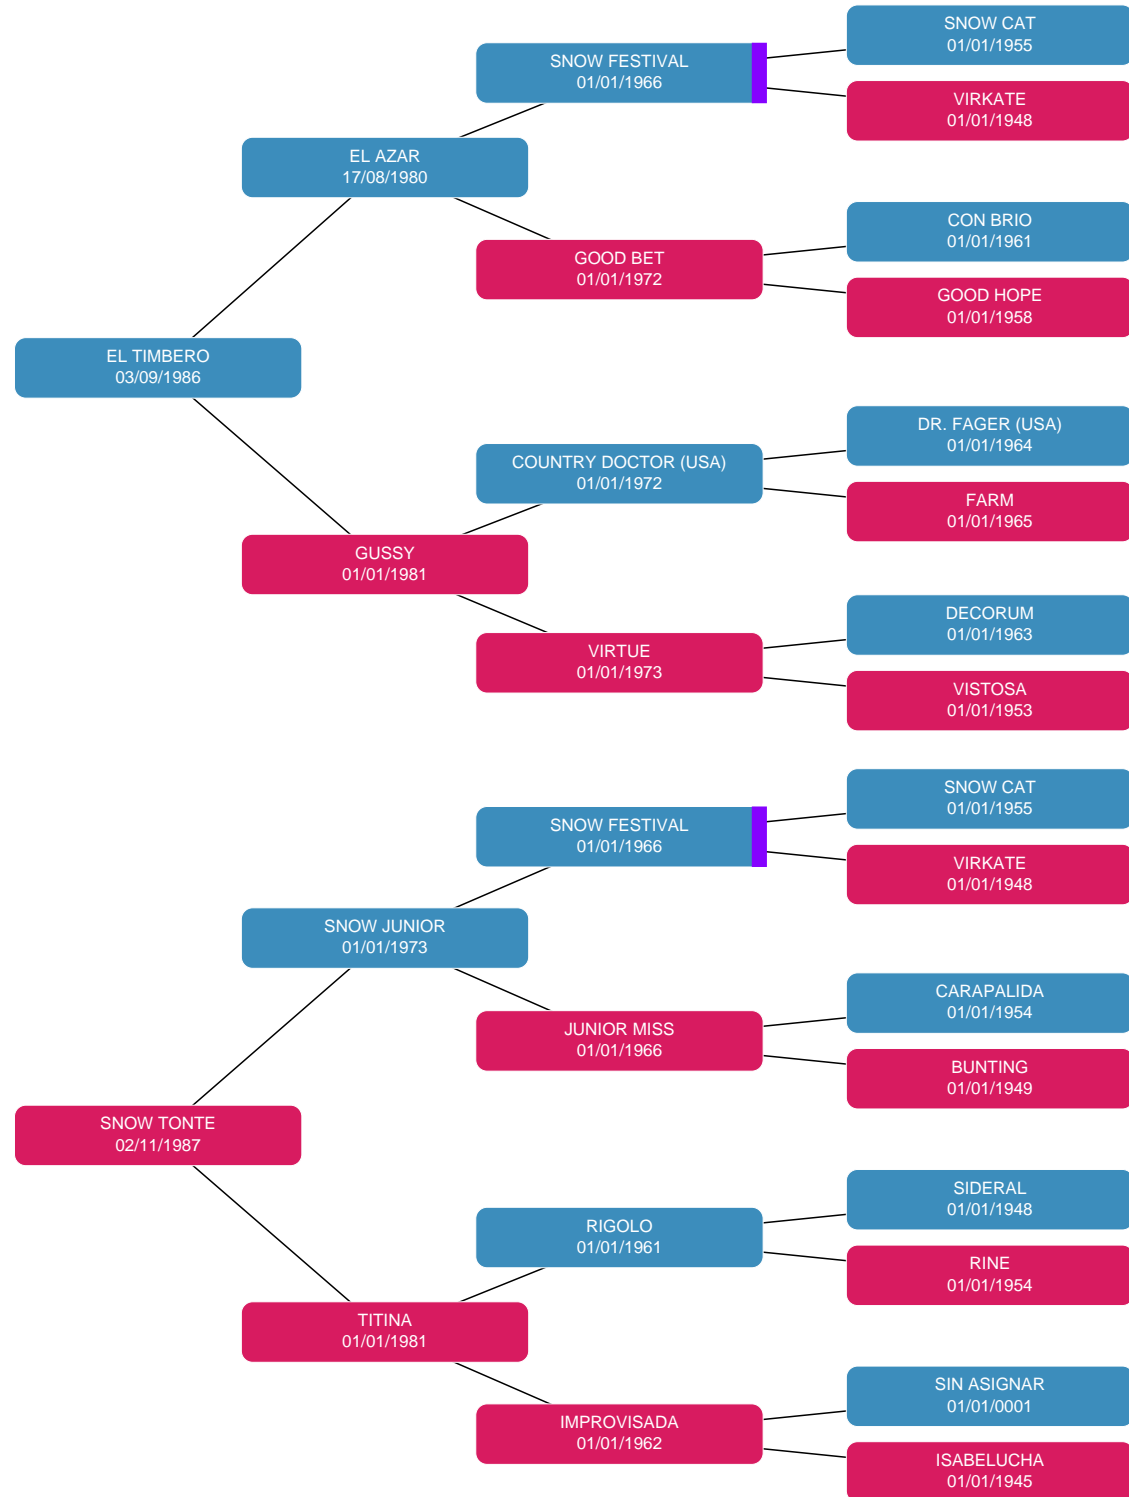 SNOW CAT
01/01/1955
SNOW FESTIVAL
01/01/1966
VIRKATE
01/01/1948
EL AZAR
17/08/1980
CON BRIO
01/01/1961
GOOD BET
01/01/1972
GOOD HOPE
01/01/1958
EL TIMBERO
03/09/1986
DR. FAGER (USA)
01/01/1964
COUNTRY DOCTOR (USA)
01/01/1972
FARM
01/01/1965
GUSSY
01/01/1981
DECORUM
01/01/1963
VIRTUE
01/01/1973
VISTOSA
01/01/1953
SNOW CAT
01/01/1955
SNOW FESTIVAL
01/01/1966
VIRKATE
01/01/1948
SNOW JUNIOR
01/01/1973
CARAPALIDA
01/01/1954
JUNIOR MISS
01/01/1966
BUNTING
01/01/1949
SNOW TONTE
02/11/1987
SIDERAL
01/01/1948
RIGOLO
01/01/1961
RINE
01/01/1954
TITINA
01/01/1981
SIN ASIGNAR
01/01/0001
IMPROVISADA
01/01/1962
ISABELUCHA
01/01/1945